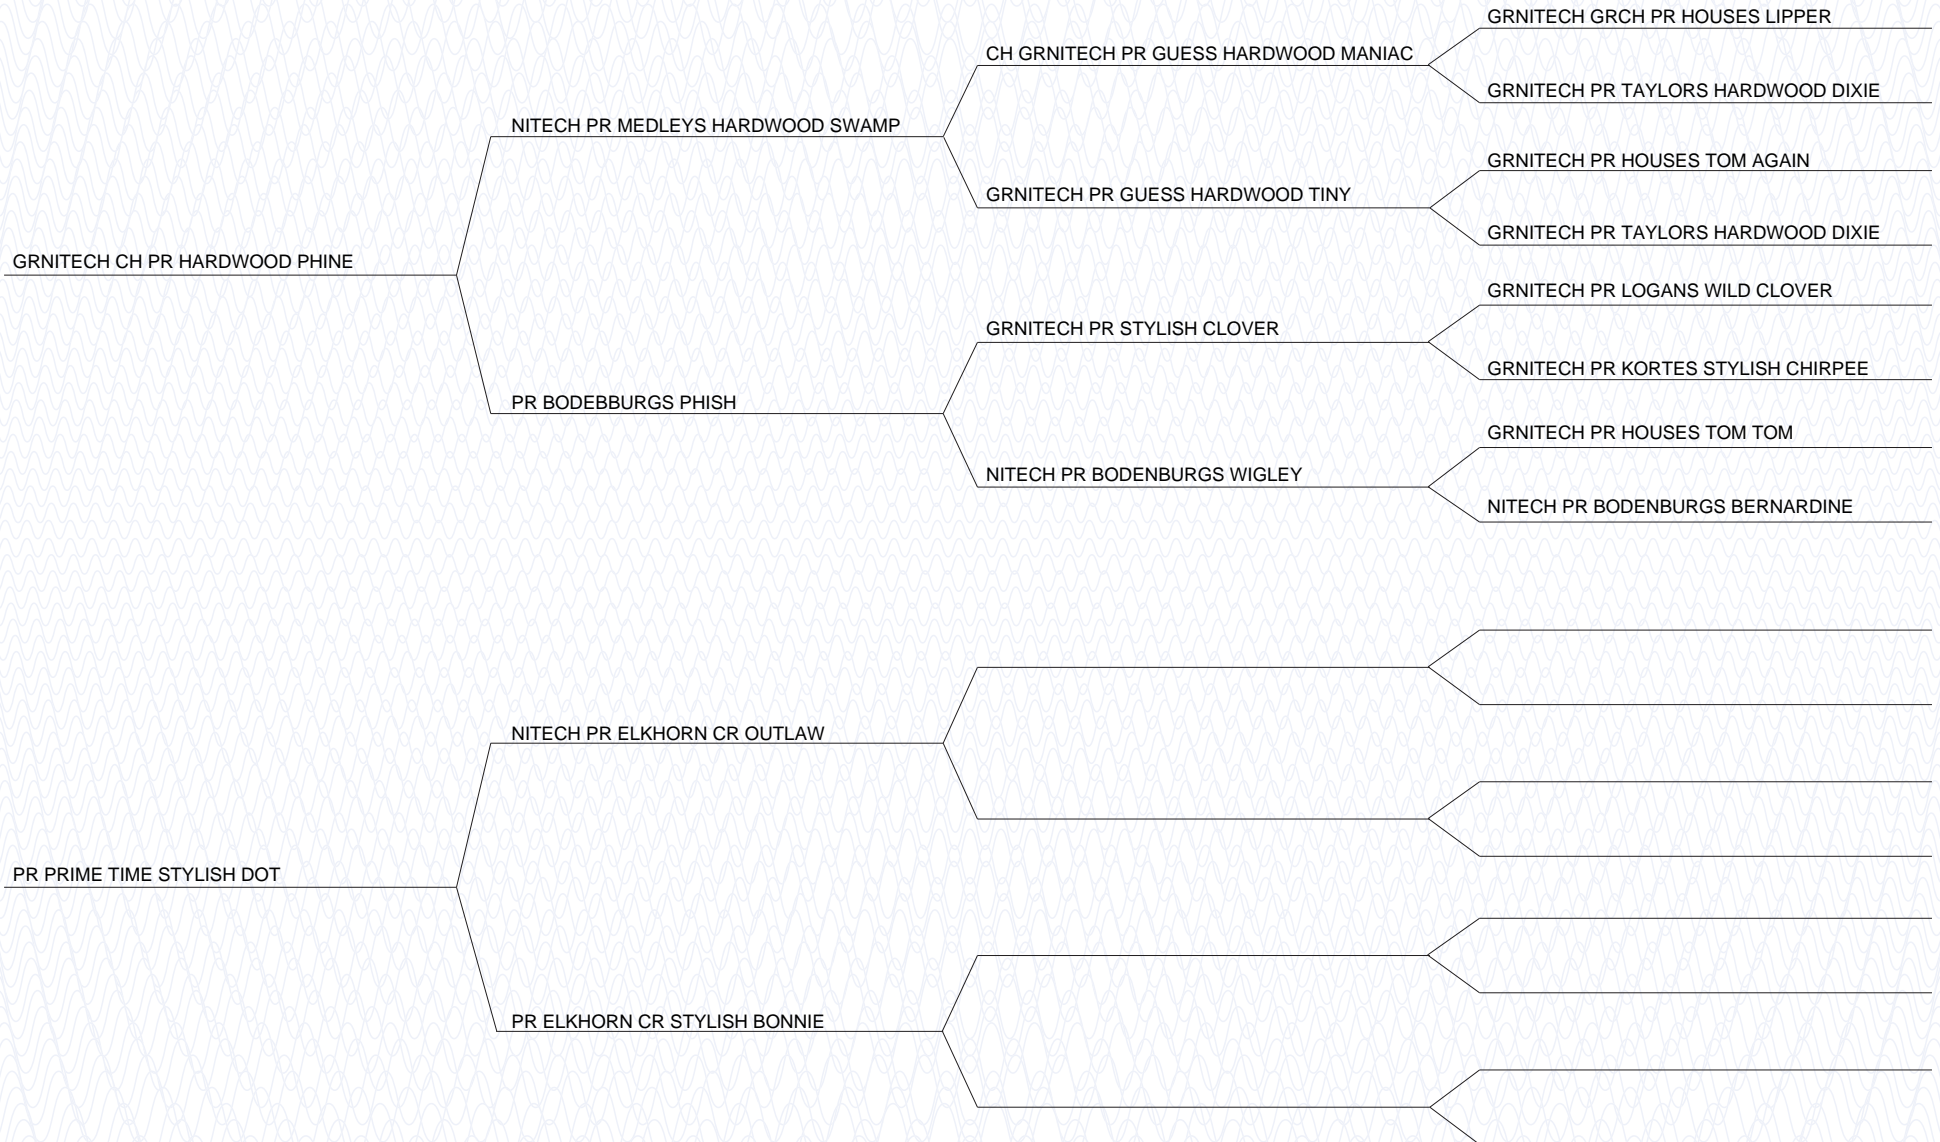 GRNITECH GRCH PR HOUSES LIPPER
CH GRNITECH PR GUESS HARDWOOD MANIAC
GRNITECH PR TAYLORS HARDWOOD DIXIE
NITECH PR MEDLEYS HARDWOOD SWAMP
GRNITECH PR HOUSES TOM AGAIN
GRNITECH PR GUESS HARDWOOD TINY
GRNITECH PR TAYLORS HARDWOOD DIXIE
GRNITECH CH PR HARDWOOD PHINE
GRNITECH PR LOGANS WILD CLOVER
GRNITECH PR STYLISH CLOVER
GRNITECH PR KORTES STYLISH CHIRPEE
PR BODEBBURGS PHISH
GRNITECH PR HOUSES TOM TOM
NITECH PR BODENBURGS WIGLEY
NITECH PR BODENBURGS BERNARDINE
NITECH PR ELKHORN CR OUTLAW
PR PRIME TIME STYLISH DOT
PR ELKHORN CR STYLISH BONNIE